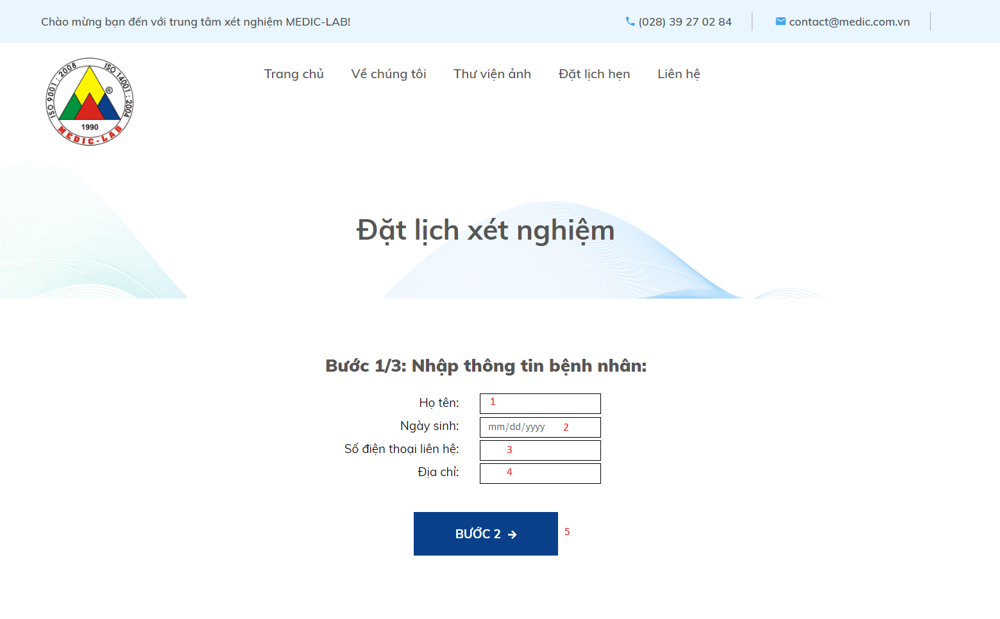 Chào mừng bạn đến với trung tâm xét nghiệm MEDIC-LAB!
(028) 39 27 02 84
contact@medic.com.vn
ISO 9001 : 2008
ISO 14001 : 2004
®
1990
MEDIC-LAB
Trang chủ Về chúng tôi Thư viện ảnh Đặt lịch hẹn Liên hệ
Đặt lịch xét nghiệm
Bước 1/3: Nhập thông tin bệnh nhân:
Họ tên: 1
Ngày sinh: mm/dd/yyyy 2
Số điện thoại liên hệ: 3
Địa chỉ: 4
BƯỚC 2 → 5